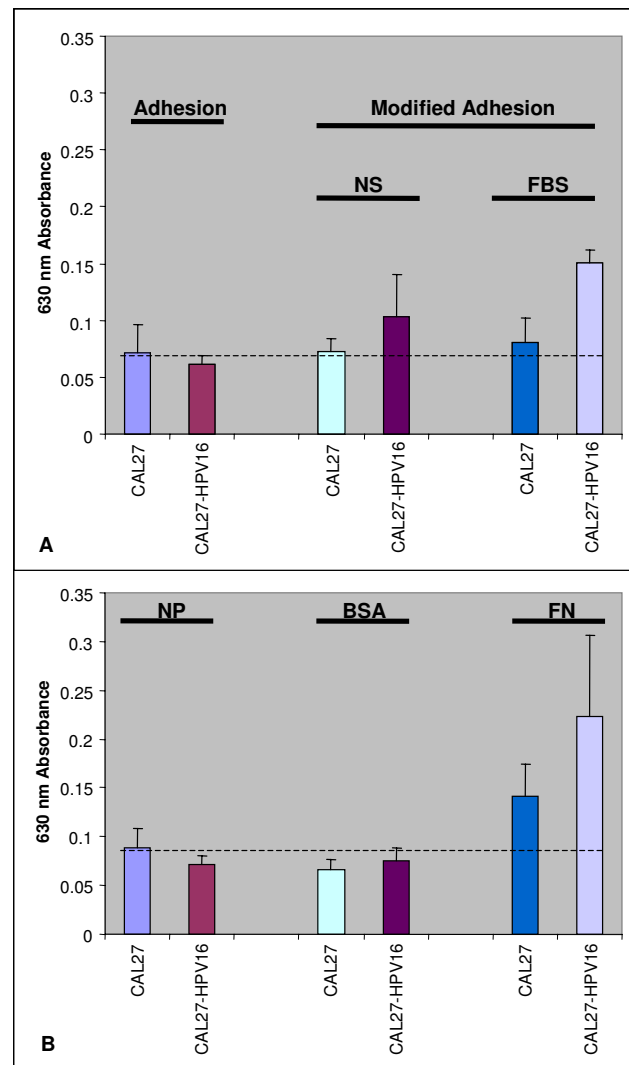 0.35
0.3
0.25
0.2
0.15
0.1
0.05
0
630 nm Absorbance
Adhesion
Modified Adhesion
NS
FBS
CAL27
CAL27-HPV16
CAL27
CAL27-HPV16
CAL27
CAL27-HPV16
A
0.35
0.3
0.25
0.2
0.15
0.1
0.05
0
630 nm Absorbance
NP
BSA
FN
CAL27
CAL27-HPV16
CAL27
CAL27-HPV16
CAL27
CAL27-HPV16
B